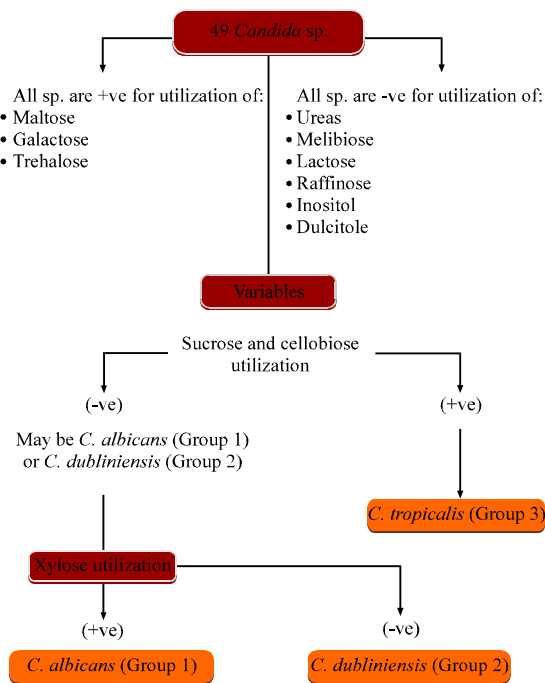 49 Candida sp.
All sp. are +ve for utilization of:
• Maltose
• Galactose
• Trehalose
All sp. are -ve for utilization of:
• Ureas
• Melibiose
• Lactose
• Raffinose
• Inositol
• Dulcitole
Variables
Sucrose and cellobiose
utilization
(-ve)
(+ve)
May be C. albicans (Group 1)
or C. dubliniensis (Group 2)
C. tropicalis (Group 3)
Xylose utilization
(+ve)
(-ve)
C. albicans (Group 1)
C. dubliniensis (Group 2)